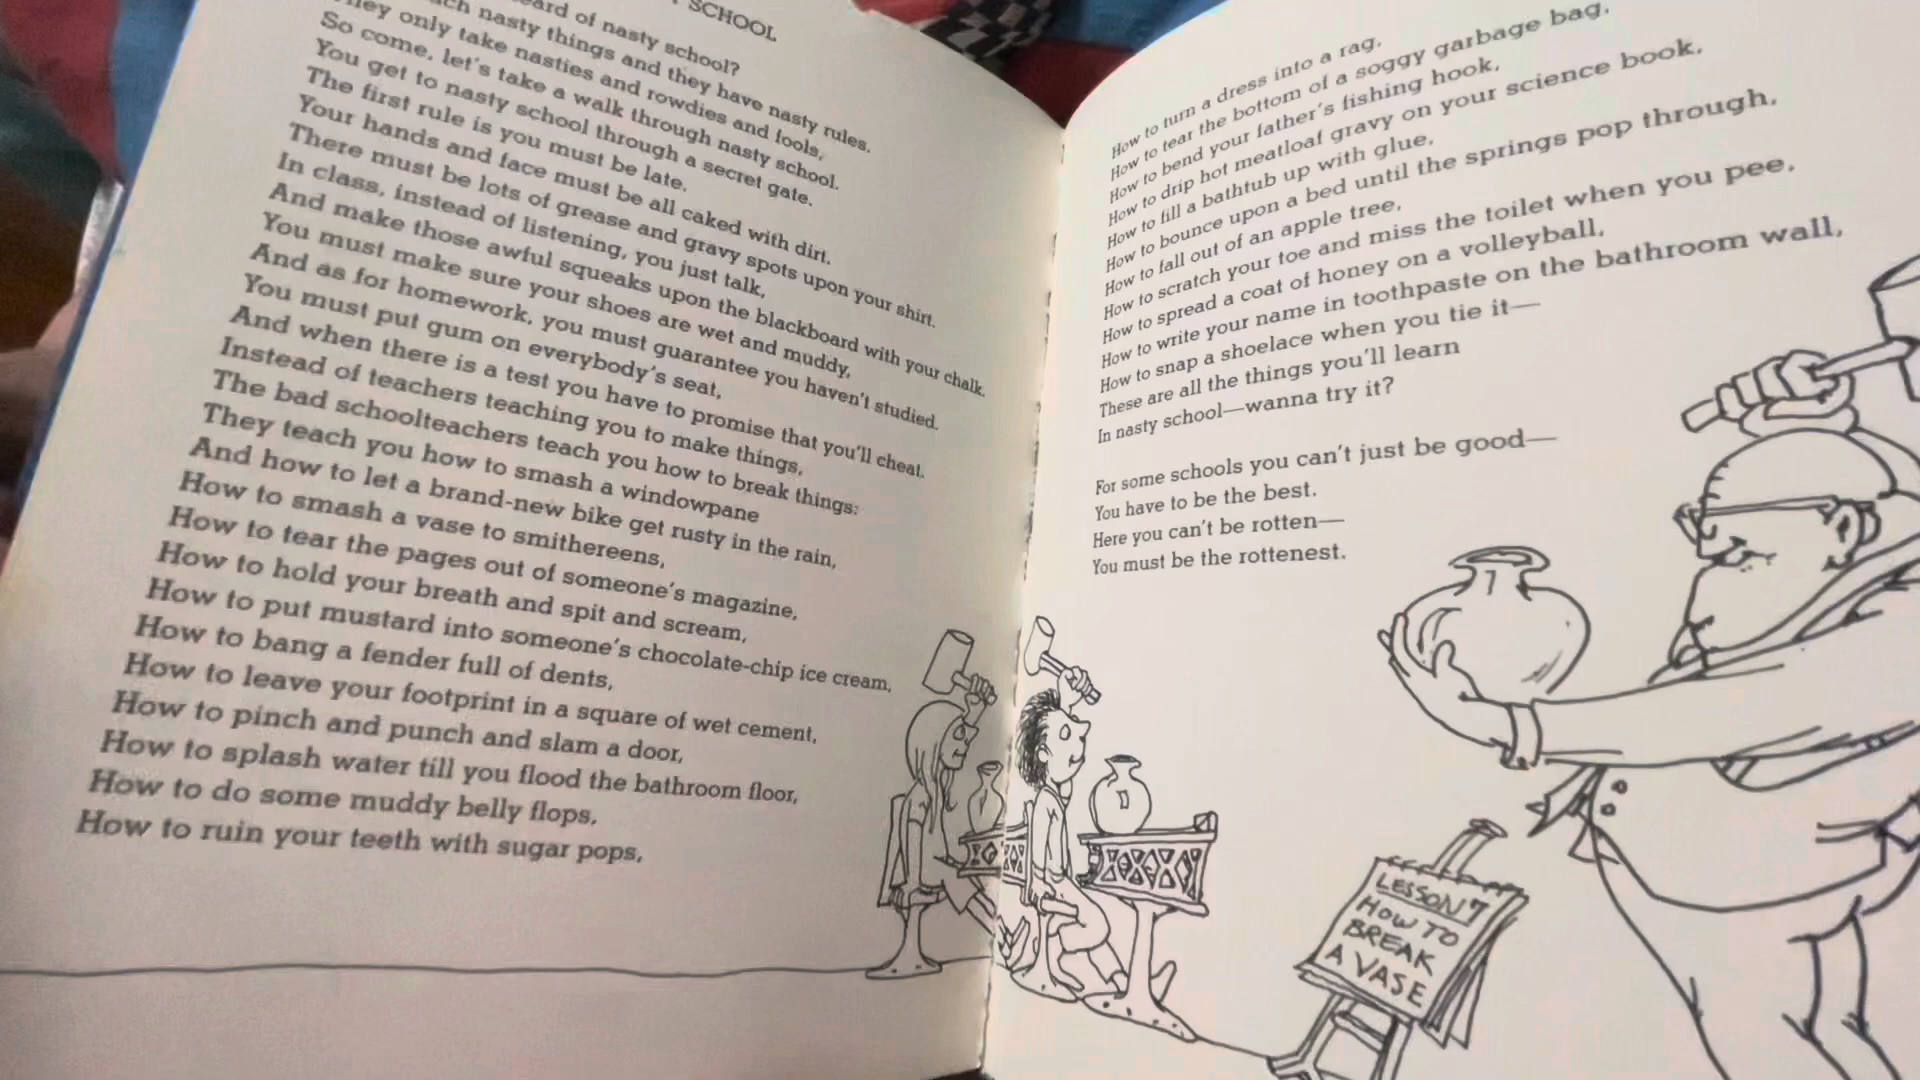 SCHOOL
heard of nasty school?
nasty things and they have nasty rules.
They only take nasties and rowdies and fools,
So come, let's take a walk through nasty school.
You get to nasty school through a secret gate.
The first rule is you must be late.
Your hands and face must be all caked with dirt.
There must be lots of grease and gravy spots upon your shirt.
In class, instead of listening, you just talk,
And make those awful squeaks upon the blackboard with your chalk.
You must make sure your shoes are wet and muddy,
And as for homework, you must guarantee you haven't studied.
You must put gum on everybody's seat,
And when there is a test you have to promise that you'll cheat.
Instead of teachers teaching you to make things,
The bad schoolteachers teach you how to break things:
They teach you how to smash a windowpane
And how to let a brand-new bike get rusty in the rain,
How to smash a vase to smithereens,
How to tear the pages out of someone's magazine,
How to hold your breath and spit and scream,
How to put mustard into someone's chocolate-chip ice cream,
How to bang a fender full of dents,
How to leave your footprint in a square of wet cement,
How to pinch and punch and slam a door,
How to splash water till you flood the bathroom floor,
How to do some muddy belly flops,
How to ruin your teeth with sugar pops,
How to turn a dress into a rag,
How to tear the bottom of a soggy garbage bag,
How to bend your father's fishing hook,
How to drip hot meatloaf gravy on your science book,
How to fill a bathtub up with glue,
How to bounce upon a bed until the springs pop through,
How to fall out of an apple tree,
How to scratch your toe and miss the toilet when you pee,
How to spread a coat of honey on a volleyball,
How to write your name in toothpaste on the bathroom wall,
How to snap a shoelace when you tie it—
These are all the things you'll learn
In nasty school—wanna try it?
For some schools you can't just be good—
You have to be the best.
Here you can't be rotten—
You must be the rottenest.
LESSON 7
HOW TO
BREAK
A VASE